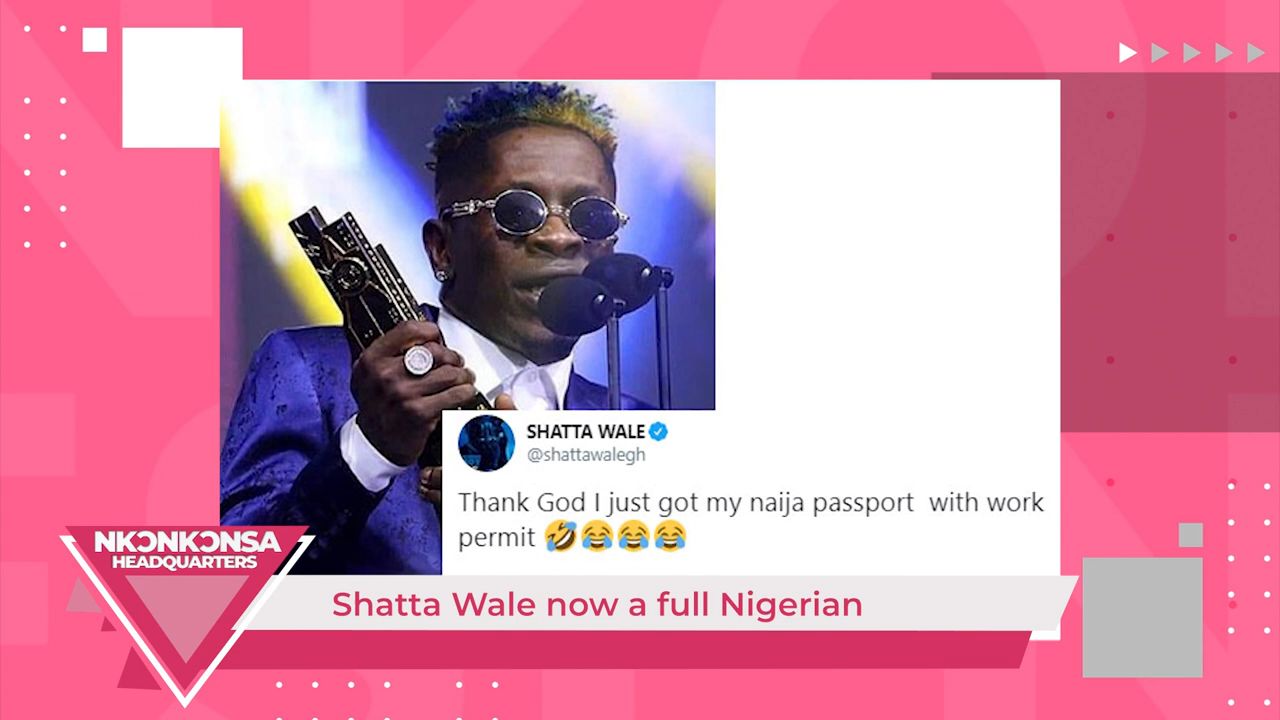 SHATTA WALE
@shattawalegh
Thank God I just got my naija passport with work
permit 🤣😂😂😂
NKƆNKƆNSA
HEADQUARTERS
Shatta Wale now a full Nigerian